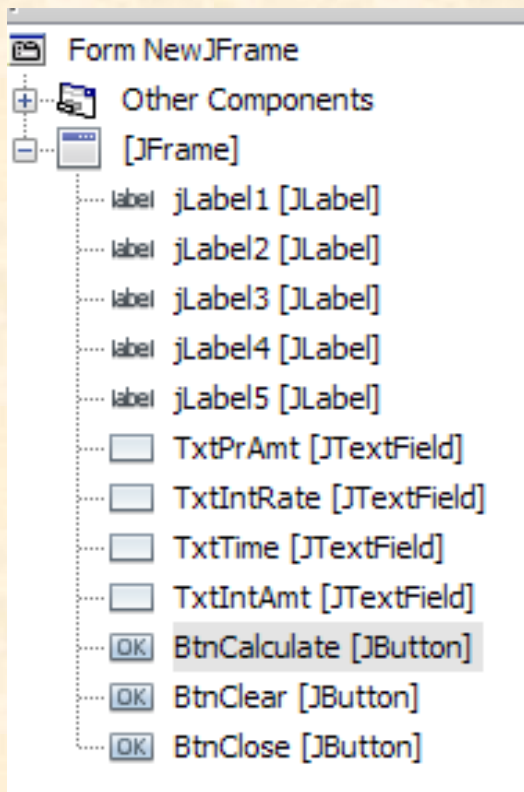 Form NewJFrame
Other Components
[JFrame]
label jLabel1 [JLabel]
label jLabel2 [JLabel]
label jLabel3 [JLabel]
label jLabel4 [JLabel]
label jLabel5 [JLabel]
TxtPrAmt [JTextField]
TxtIntRate [JTextField]
TxtTime [JTextField]
TxtIntAmt [JTextField]
OK BtnCalculate [JButton]
OK BtnClear [JButton]
OK BtnClose [JButton]